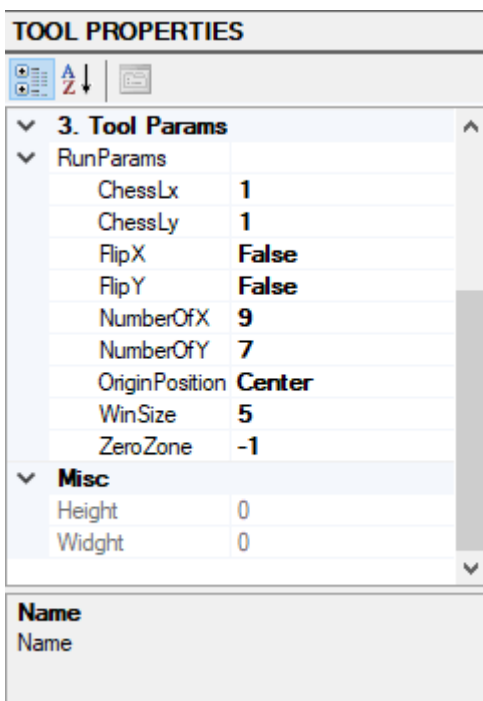 TOOL PROPERTIES
A
Z
3. Tool Params
RunParams
ChessLx 1
ChessLy 1
FlipX False
FlipY False
NumberOfX 9
NumberOfY 7
OriginPosition Center
WinSize 5
ZeroZone -1
Misc
Height 0
Widght 0
Name
Name